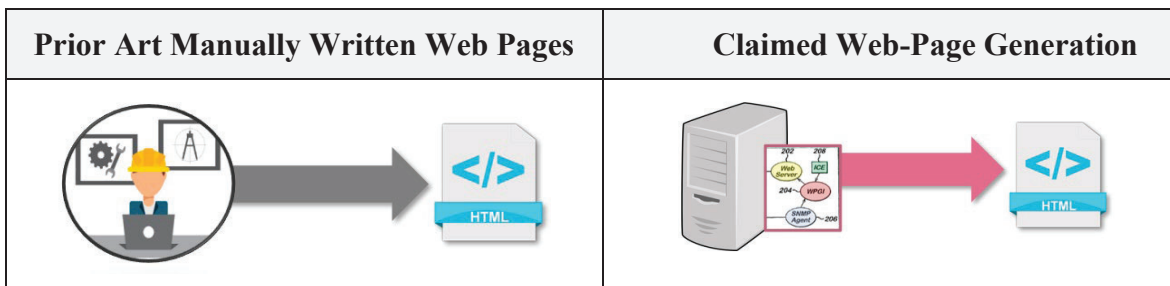 Prior Art Manually Written Web Pages
Claimed Web-Page Generation
</>
HTML
202
208
Web
Server
ICE
204
WPGI
SNMP
Agent
206
</>
HTML